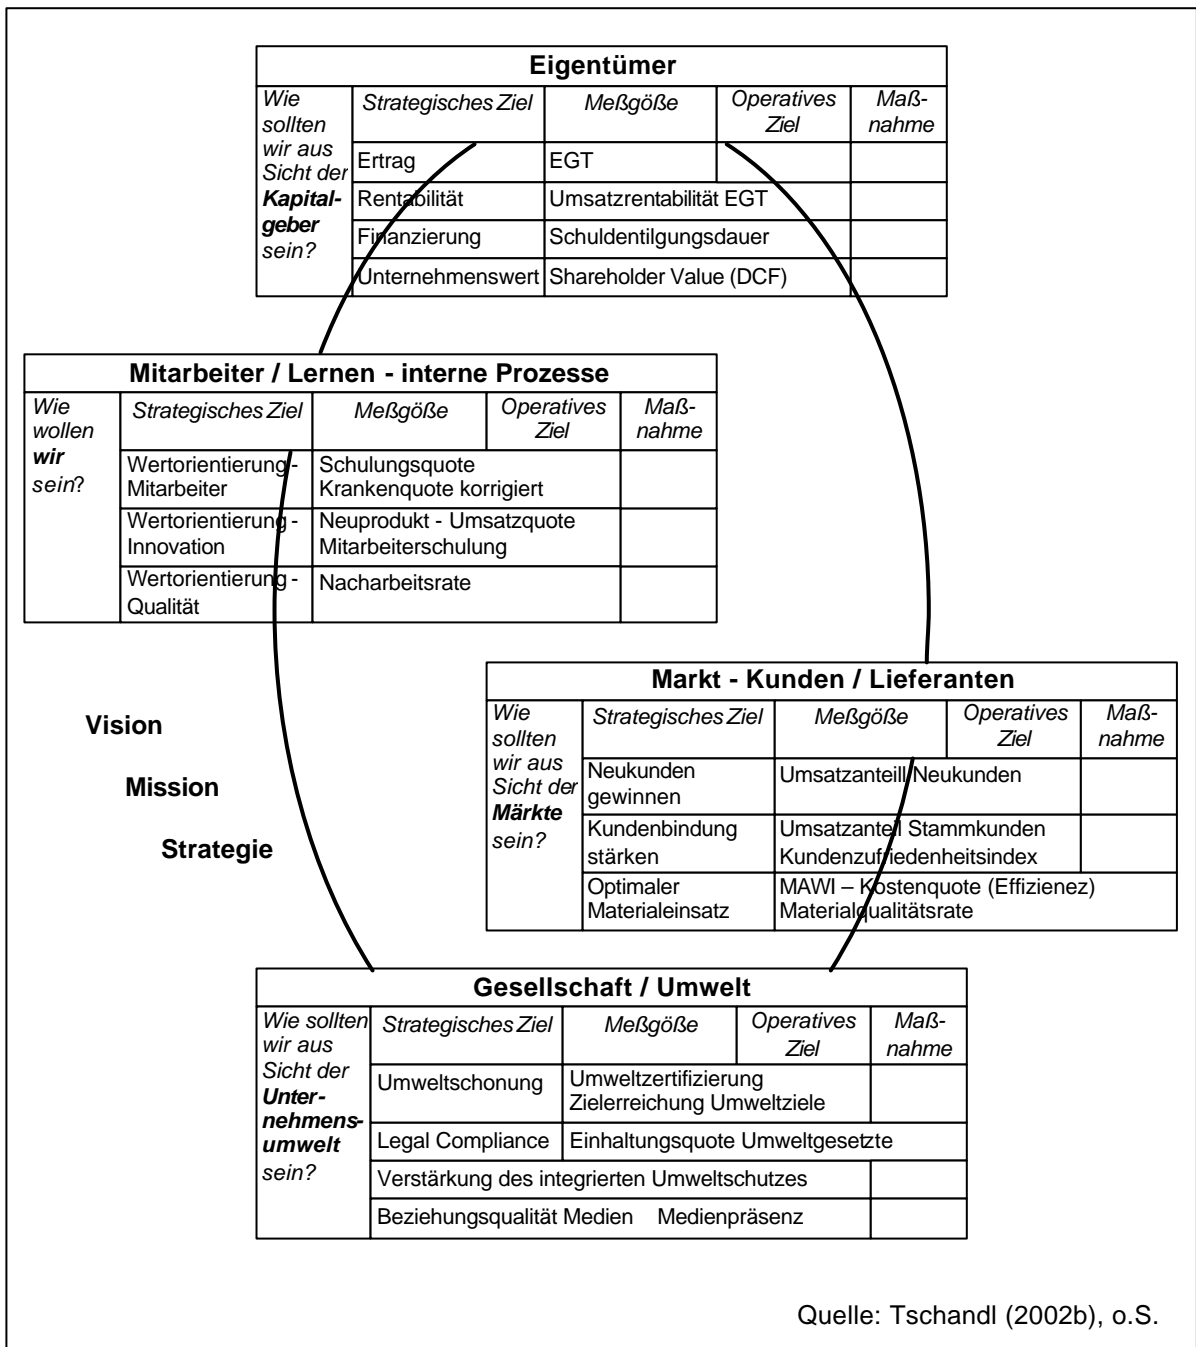 Eigentümer
Wie
sollten
wir aus
Sicht der
Kapital-
geber
sein?
Strategisches Ziel
Meßgöße
Operatives
Ziel
Maß-
nahme
Ertrag
EGT
Rentabilität
Umsatzrentabilität EGT
Finanzierung
Schuldentilgungsdauer
Unternehmenswert
Shareholder Value (DCF)
Mitarbeiter / Lernen - interne Prozesse
Wie
wollen
wir
sein?
Strategisches Ziel
Meßgöße
Operatives
Ziel
Maß-
nahme
Wertorientierung -
Mitarbeiter
Schulungsquote
Krankenquote korrigiert
Wertorientierung -
Innovation
Neuprodukt - Umsatzquote
Mitarbeiterschulung
Wertorientierung -
Qualität
Nacharbeitsrate
Vision
Mission
Strategie
Markt - Kunden / Lieferanten
Wie
sollten
wir aus
Sicht der
Märkte
sein?
Strategisches Ziel
Meßgöße
Operatives
Ziel
Maß-
nahme
Neukunden
gewinnen
Umsatzanteill Neukunden
Kundenbindung
stärken
Umsatzanteil Stammkunden
Kundenzufriedenheitsindex
Optimaler
Materialeinsatz
MAWI – Kostenquote (Effizienez)
Materialqualitätsrate
Gesellschaft / Umwelt
Wie sollten
wir aus
Sicht der
Unter-
nehmens-
umwelt
sein?
Strategisches Ziel
Meßgöße
Operatives
Ziel
Maß-
nahme
Umweltschonung
Umweltzertifizierung
Zielerreichung Umweltziele
Legal Compliance
Einhaltungsquote Umweltgesetzte
Verstärkung des integrierten Umweltschutzes
Beziehungsqualität Medien Medienpräsenz
Quelle: Tschandl (2002b), o.S.